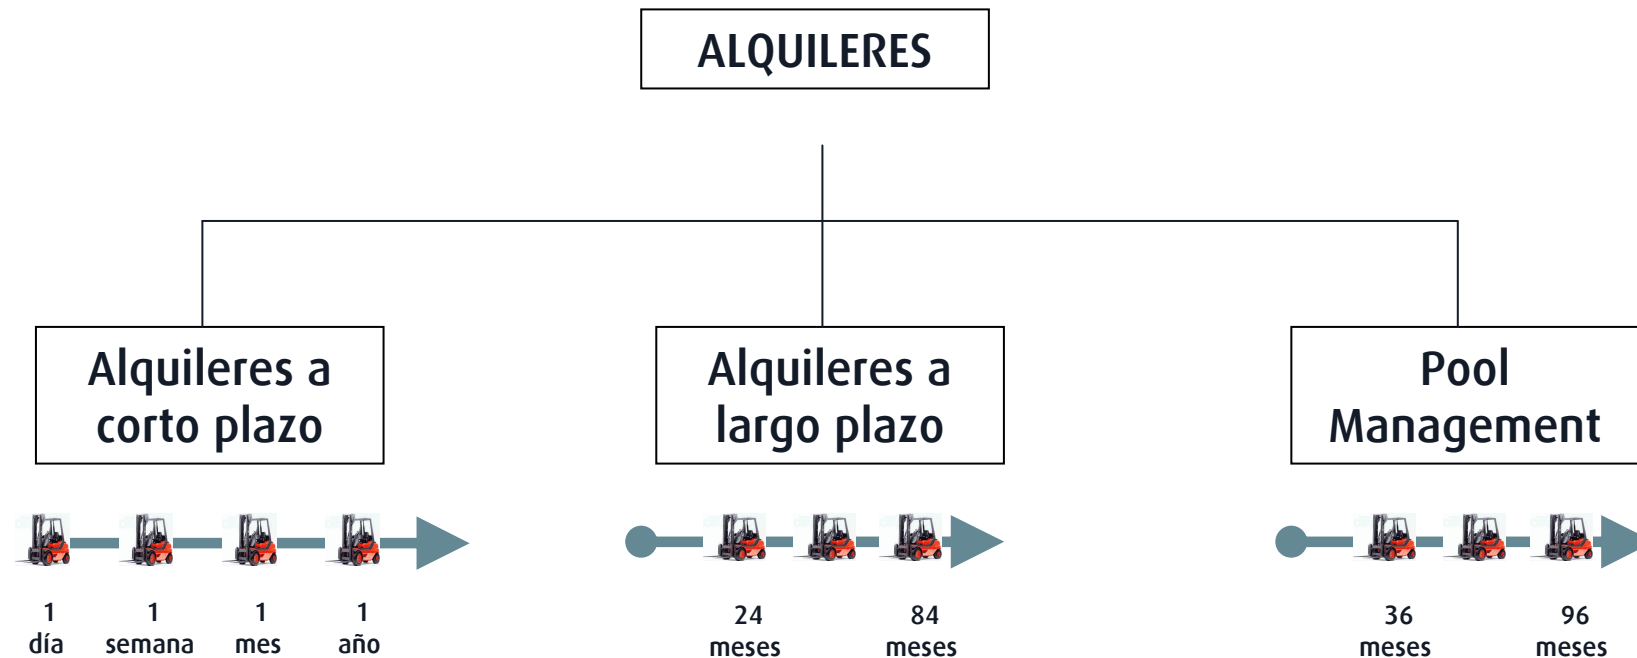 ALQUILERES
Alquileres a
corto plazo
Alquileres a
largo plazo
Pool
Management
1
día
1
semana
1
mes
1
año
24
meses
84
meses
36
meses
96
meses